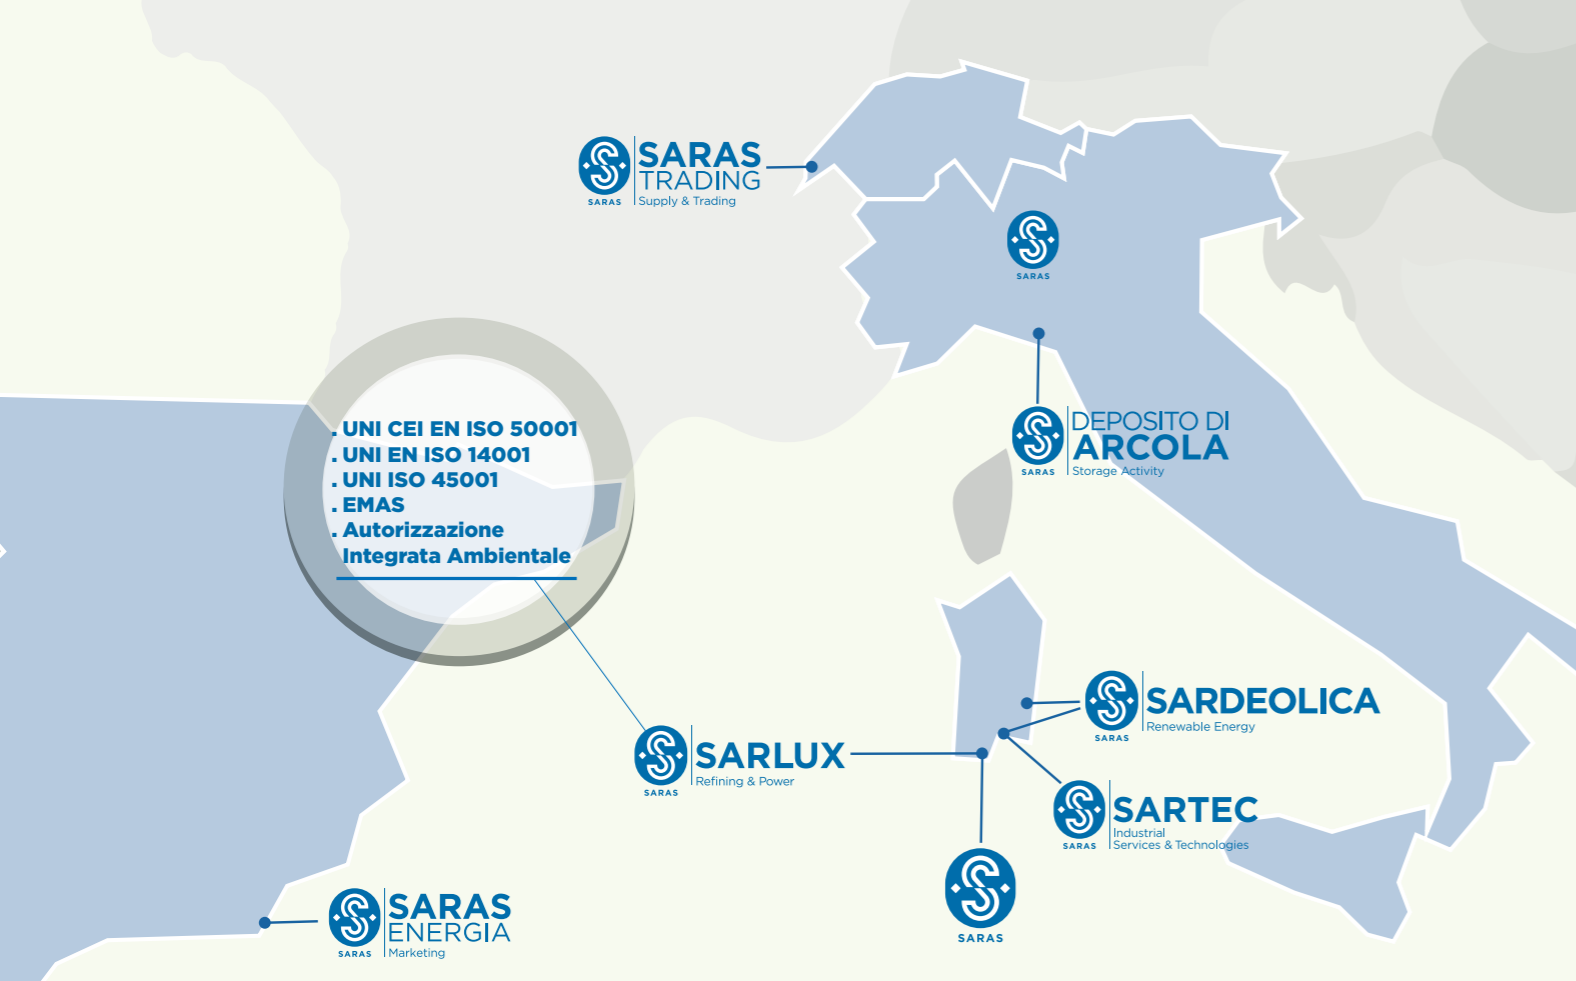 SARAS
TRADING
Supply & Trading
SARAS
SARAS
. UNI CEI EN ISO 50001
. UNI EN ISO 14001
. UNI ISO 45001
. EMAS
. Autorizzazione
Integrata Ambientale
DEPOSITO DI
ARCOLA
Storage Activity
SARAS
SARDEOLICA
Renewable Energy
SARAS
SARLUX
Refining & Power
SARAS
SARTEC
Industrial
Services & Technologies
SARAS
SARAS
SARAS
ENERGIA
Marketing
SARAS